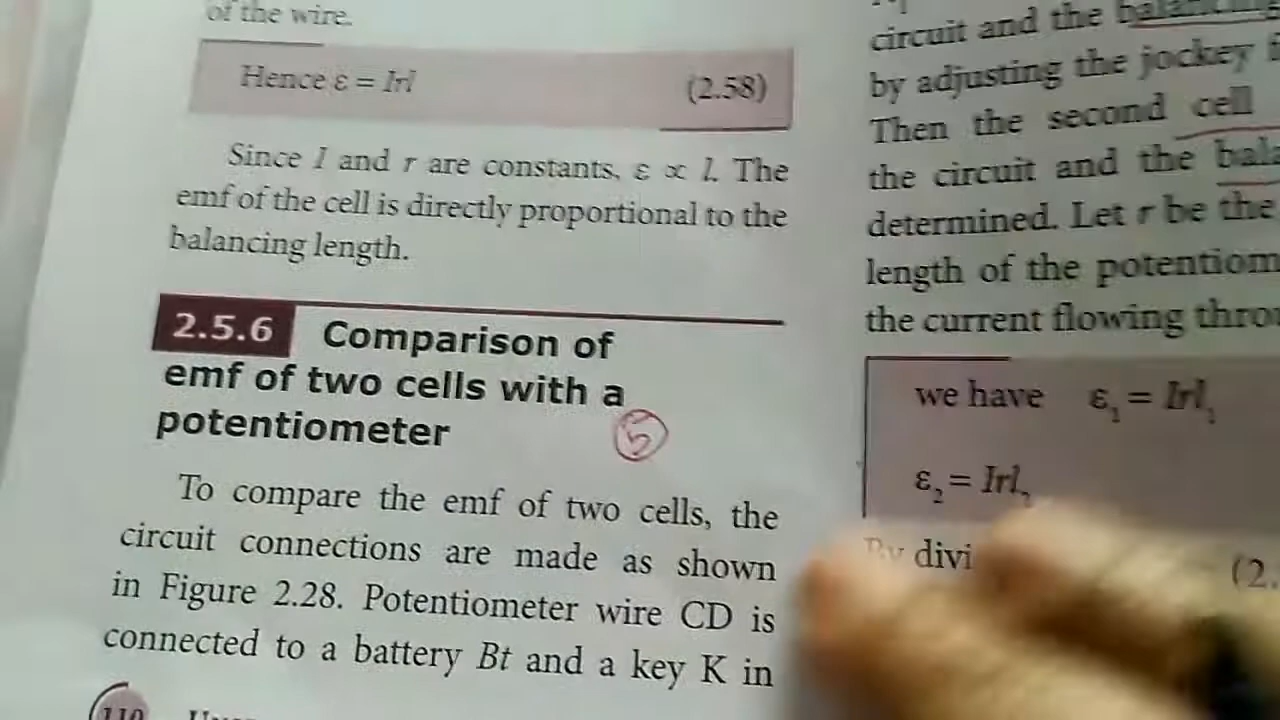 of the wire.
Hence ε = Irl (2.58)
Since I and r are constants, ε ∝ l. The
emf of the cell is directly proportional to the
balancing length.
2.5.6 Comparison of
emf of two cells with a
potentiometer
5
To compare the emf of two cells, the
circuit connections are made as shown
in Figure 2.28. Potentiometer wire CD is
connected to a battery Bt and a key K in
110
circuit and the balancing
by adjusting the jockey
Then the second cell
the circuit and the
determined. Let r be the
length of the
the current flowing
we have ε₁ = Irl₁
ε₂ = Irl₂
By